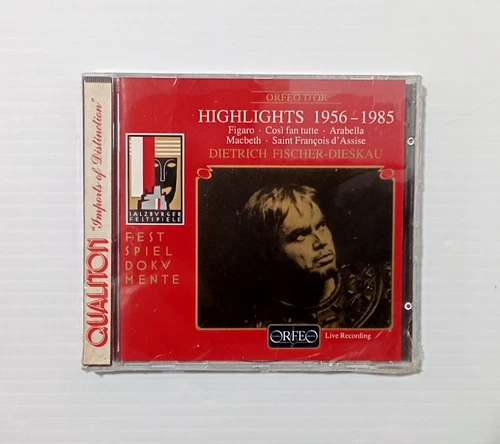 QUALITON "Imports of Distinction"
ORFEO D'OR
HIGHLIGHTS 1956–1985
Figaro · Così fan tutte · Arabella
Macbeth · Saint François d'Assise
DIETRICH FISCHER-DIESKAU
SALZBURGER
FESTSPIELE
FEST
SPIEL
DOKU
MENTE
ORFEO
Live Recording